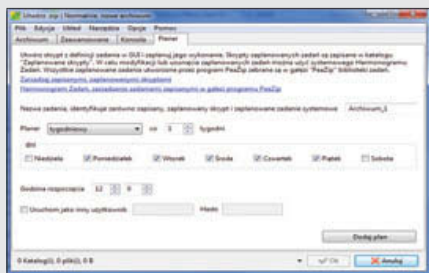 Utwórz .zip | Normalne, nowe archiwum
Plik Edycja Układ Narzędzia Opcje Pomoc
Archiwum Zaawansowane Konsola Planer
Utwórz skrypt z definicji zadania w GUI i zaplanuj jego wykonanie. Skrypty zaplanowanych zadań są zapisane w katalogu
"Zaplanowane skrypty". W celu modyfikacji lub usunięcia zaplanowanych zadań można użyć systemowego Harmonogramu
Zadań. Wszystkie zaplanowane zadania utworzone przez program PeaZip zebrane są w gałęzi "PeaZip" biblioteki zadań.
Zarządzaj zapisanymi, zaplanowanymi skryptami
Harmonogram Zadań, zarządzanie zadaniami zapisanymi w gałęzi programu PeaZip
Nazwa zadania, identyfikuje zarówno zapisany, zaplanowany skrypt i zaplanowane zadanie systemowe Archiwum_1
Planer tygodniowy co 1 tygodni
dni
Niedziela Poniedziałek Wtorek Środa Czwartek Piątek Sobota
Godzina rozpoczęcia 12 0
Uruchom jako inny użytkownik Hasło
Dodaj plan
0 Katalog(i), 0 plik(i), 0 B OK Anuluj